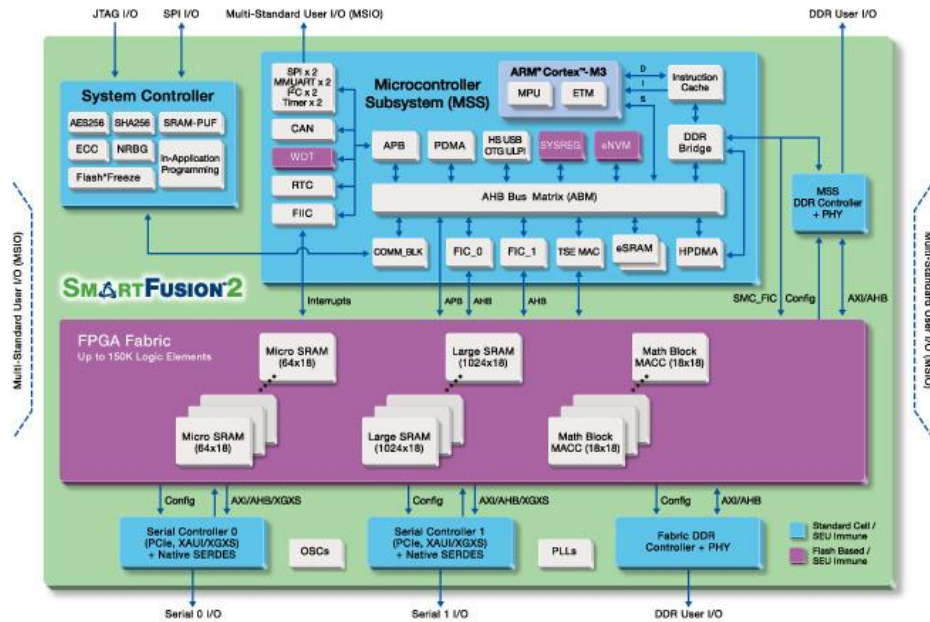 JTAG I/O
SPI I/O
Multi-Standard User I/O (MSIO)
DDR User I/O
System Controller
AES256
SHA256
SRAM-PUF
ECC
NRBG
In-Application
Programming
Flash*Freeze
SPI x 2
MMUART x 2
I²C x 2
Timer x 2
CAN
WDT
RTC
FIIC
Microcontroller
Subsystem (MSS)
ARM® Cortex™-M3
MPU
ETM
D
I
S
Instruction
Cache
APB
PDMA
HS USB
OTG ULPI
SYSREG
eNVM
DDR
Bridge
AHB Bus Matrix (ABM)
COMM_BLK
FIC_0
FIC_1
TSE MAC
eSRAM
HPDMA
MSS
DDR Controller
+ PHY
Multi-Standard User I/O (MSIO)
Multi-Standard User I/O (MSIO)
SMARTFUSION™2
Interrupts
APB
AHB
AHB
SMC_FIC
Config
AXI/AHB
FPGA Fabric
Up to 150K Logic Elements
Micro SRAM
(64x18)
Large SRAM
(1024x18)
Math Block
MACC (18x18)
Micro SRAM
(64x18)
Large SRAM
(1024x18)
Math Block
MACC (18x18)
Config
AXI/AHB/XGXS
Config
AXI/AHB/XGXS
Config
AXI/AHB
Serial Controller 0
(PCIe, XAUI/XGXS)
+ Native SERDES
OSCs
Serial Controller 1
(PCIe, XAUI/XGXS)
+ Native SERDES
PLLs
Fabric DDR
Controller + PHY
Standard Cell /
SEU Immune
Flash Based /
SEU Immune
Serial 0 I/O
Serial 1 I/O
DDR User I/O